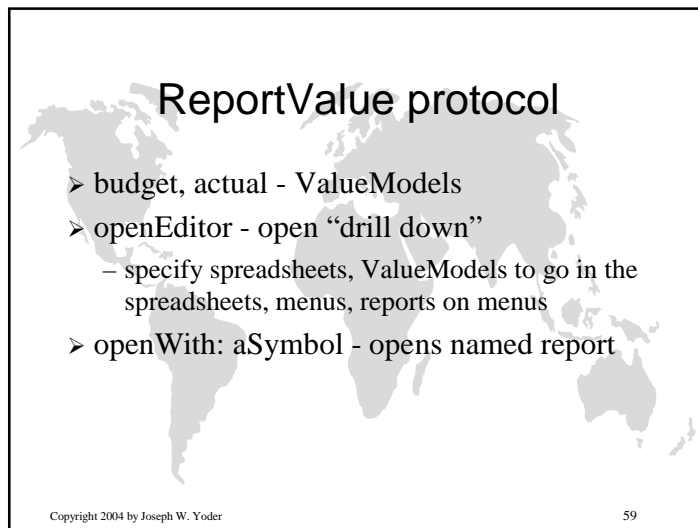 ReportValue protocol
➢ budget, actual - ValueModels
➢ openEditor - open “drill down”
– specify spreadsheets, ValueModels to go in the
spreadsheets, menus, reports on menus
➢ openWith: aSymbol - opens named report
Copyright 2004 by Joseph W. Yoder
59